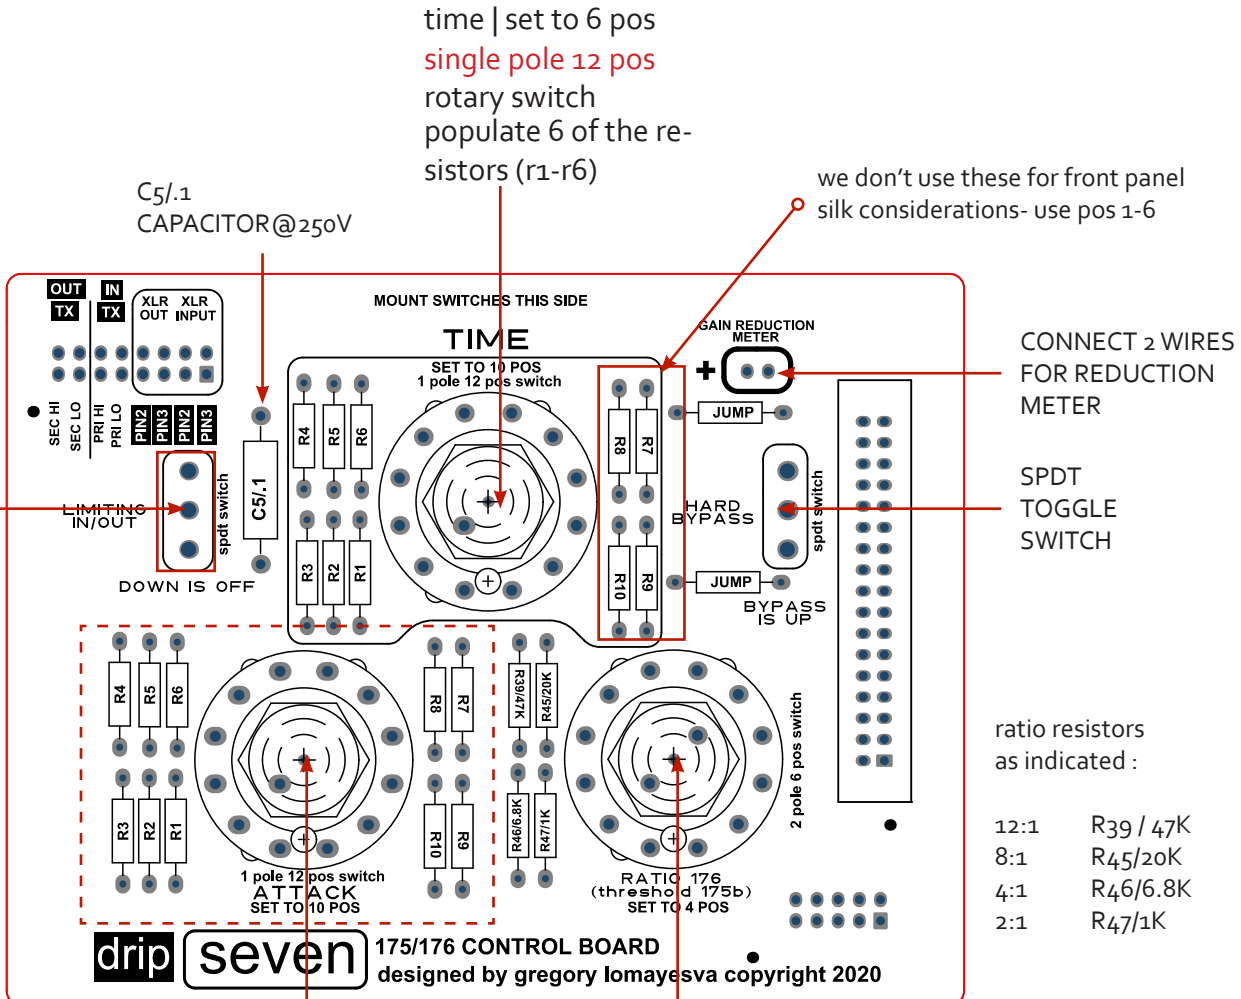 time | set to 6 pos
single pole 12 pos
rotary switch
populate 6 of the re-
sistors (r1-r6)
we don't use these for front panel
silk considerations- use pos 1-6
C5/.1
CAPACITOR@250V
OUT
TX
IN
TX
XLR OUT
XLR INPUT
MOUNT SWITCHES THIS SIDE
TIME
SET TO 10 POS
1 pole 12 pos switch
GAIN REDUCTION
METER
+
CONNECT 2 WIRES
FOR REDUCTION
METER
SEC HI
SEC LO
PRI HI
PRI LO
PIN2
PIN3
PIN2
PIN3
R4
R5
R6
R8
R7
JUMP
C5/.1
spdt switch
LIMITING
IN/OUT
DOWN IS OFF
HARD
BYPASS
spdt switch
SPDT
TOGGLE
SWITCH
R3
R2
R1
R10
R9
JUMP
BYPASS
IS UP
R4
R5
R6
R8
R7
R39/47K
R45/20K
2 pole 6 pos switch
R3
R2
R1
R10
R9
R46/6.8K
R47/1K
1 pole 12 pos switch
ATTACK
SET TO 10 POS
RATIO 176
(threshold 175b)
SET TO 4 POS
ratio resistors
as indicated :
12:1 R39 / 47K
8:1 R45/20K
4:1 R46/6.8K
2:1 R47/1K
drip seven 175/176 CONTROL BOARD
designed by gregory lomayesva copyright 2020